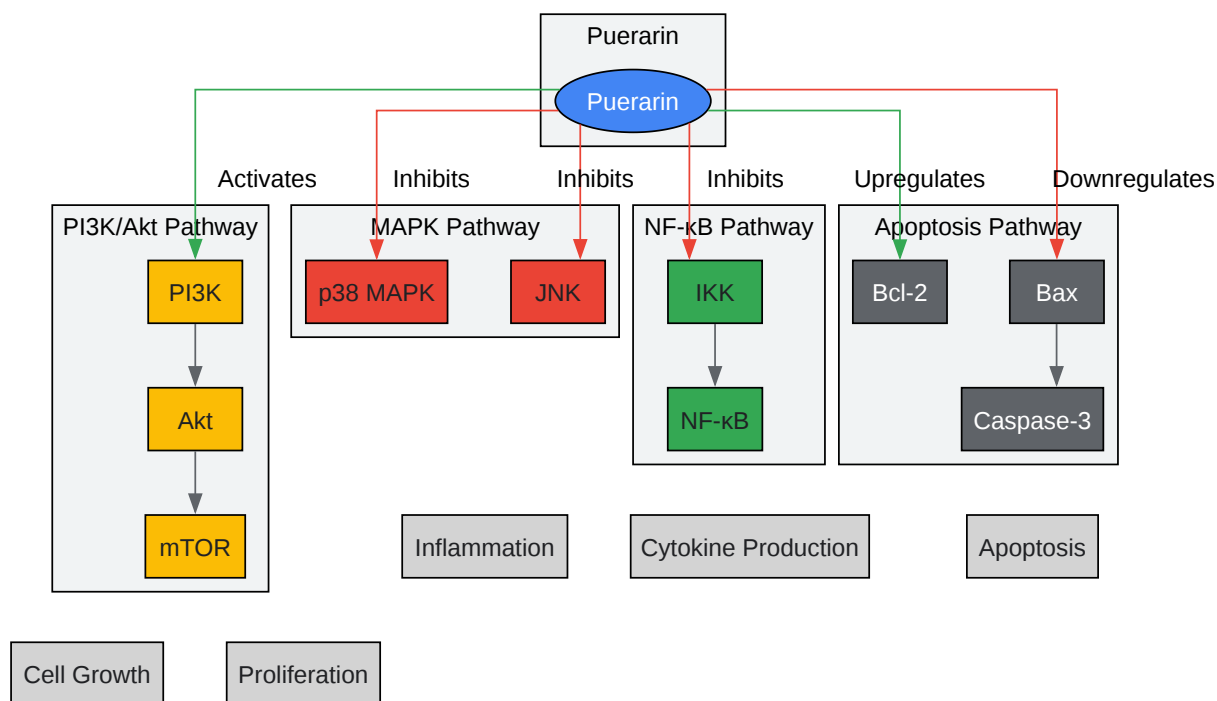 Puerarin
Puerarin
Activates
Inhibits
Inhibits
Inhibits
Upregulates
Downregulates
PI3K/Akt Pathway
MAPK Pathway
NF-κB Pathway
Apoptosis Pathway
PI3K
p38 MAPK
JNK
IKK
Bcl-2
Bax
Akt
NF-κB
Caspase-3
mTOR
Inflammation
Cytokine Production
Apoptosis
Cell Growth
Proliferation